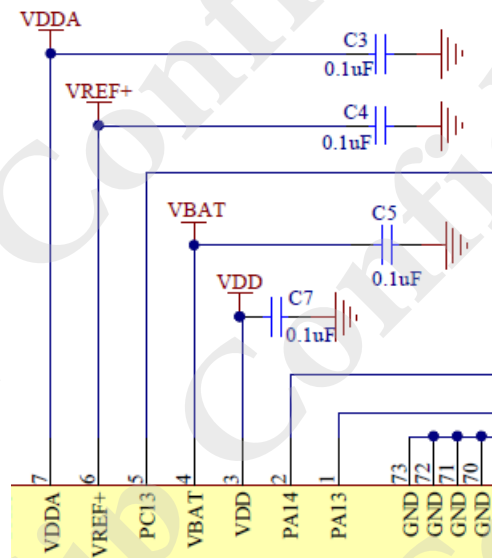 VDDA
C3
0.1uF
VREF+
C4
0.1uF
VBAT
C5
0.1uF
VDD
C7
0.1uF
7
6
5
4
3
2
1
73
72
71
70
VDDA
VREF+
PC13
VBAT
VDD
PA14
PA13
GND
GND
GND
GND
Confi
Co